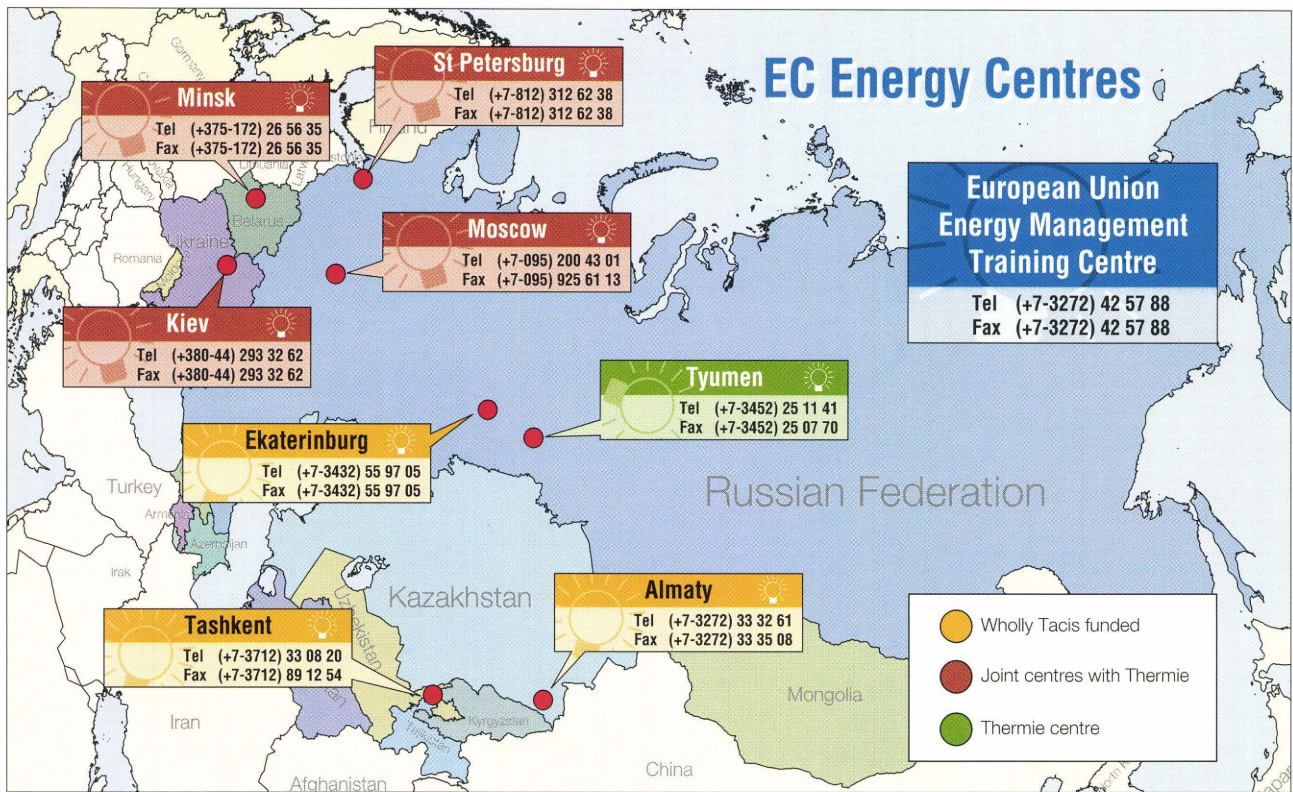 EC Energy Centres
St Petersburg
Tel (+7-812) 312 62 38
Fax (+7-812) 312 62 38
Minsk
Tel (+375-172) 26 56 35
Fax (+375-172) 26 56 35
Moscow
Tel (+7-095) 200 43 01
Fax (+7-095) 925 61 13
Kiev
Tel (+380-44) 293 32 62
Fax (+380-44) 293 32 62
European Union
Energy Management
Training Centre
Tel (+7-3272) 42 57 88
Fax (+7-3272) 42 57 88
Tyumen
Tel (+7-3452) 25 11 41
Fax (+7-3452) 25 07 70
Ekaterinburg
Tel (+7-3432) 55 97 05
Fax (+7-3432) 55 97 05
Almaty
Tel (+7-3272) 33 32 61
Fax (+7-3272) 33 35 08
Tashkent
Tel (+7-3712) 33 08 20
Fax (+7-3712) 89 12 54
Wholly Tacis funded
Joint centres with Thermie
Thermie centre
Germany
Finland
Lithuania
Hungary
Belarus
Ukraine
Romania
Moldova
Turkey
Armenia
Azerbaijan
Irak
Iran
Russian Federation
Kazakhstan
Uzbekistan
Kyrgyzstan
Tajikistan
Afghanistan
Mongolia
China